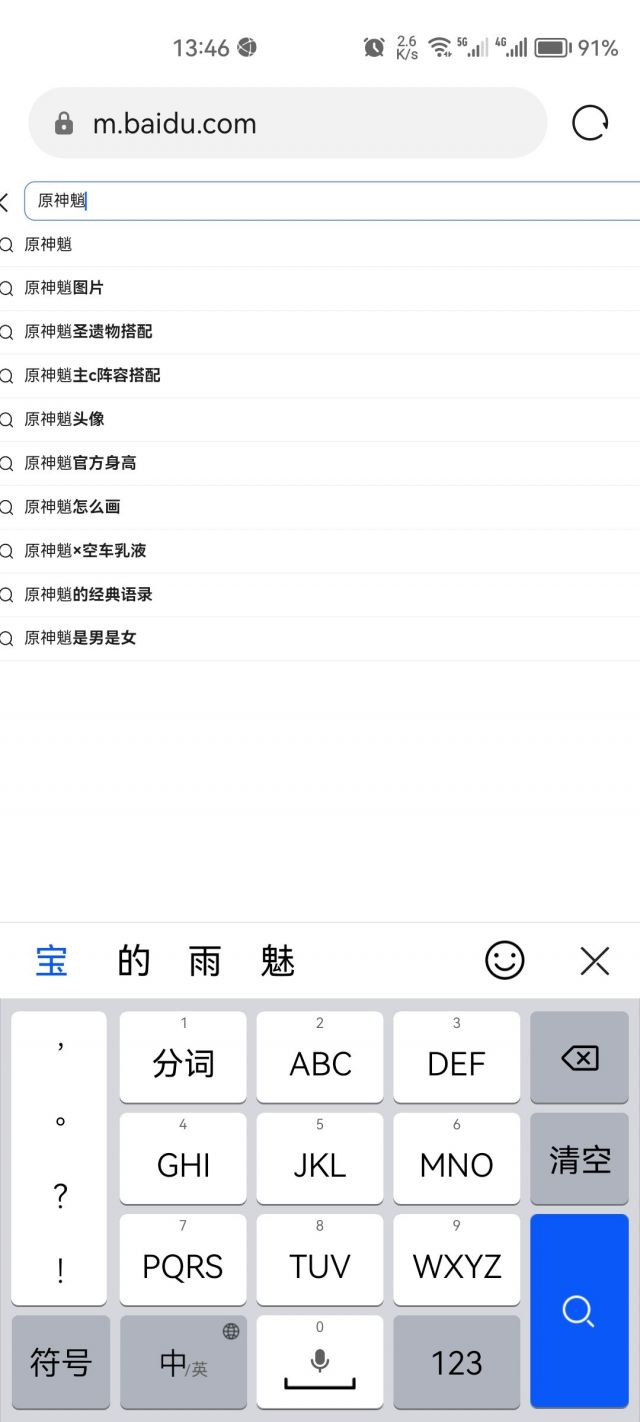 13:46
2.6
K/s
5G
4G
91%
m.baidu.com
原神魈
原神魈
原神魈图片
原神魈圣遗物搭配
原神魈主c阵容搭配
原神魈头像
原神魈官方身高
原神魈怎么画
原神魈×空车乳液
原神魈的经典语录
原神魈是男是女
宝 的 雨 魅
，
。
？
！
1
分词
2
ABC
3
DEF
4
GHI
5
JKL
6
MNO
清空
7
PQRS
8
TUV
9
WXYZ
符号
中/英
0
123